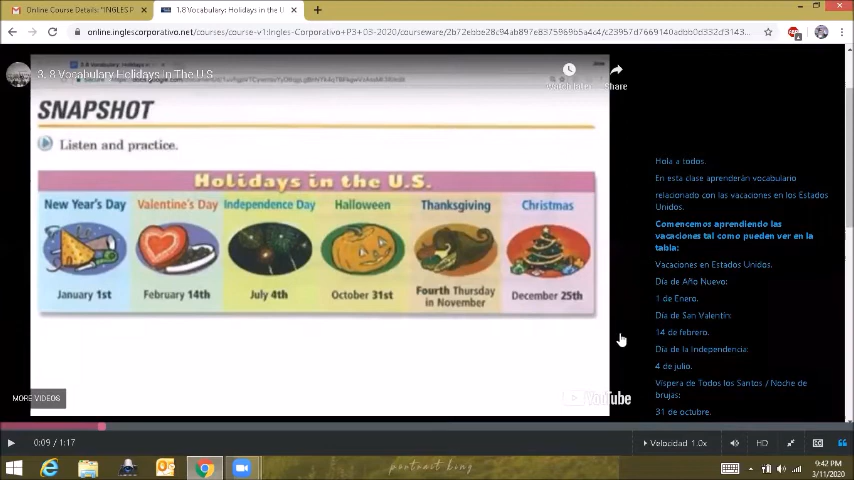 Online Course Details: "INGLES P
1.8 Vocabulary: Holidays in the U.S.
online.inglescorporativo.net/courses/course-v1:Ingles-Corporativo+P3+03-2020/courseware/2b72ebbe28c94ab8973e837575969b5a4c4/c23957d7669140adbb0d332df3143...
3. 8 Vocabulary Holidays In The U.S
Share
SNAPSHOT
Listen and practice.
Holidays in the U.S.
New Year's Day Valentine's Day Independence Day Halloween Thanksgiving Christmas
January 1st February 14th July 4th October 31st Fourth Thursday in November December 25th
MORE VIDEOS
YouTube
Hola a todos.
En esta clase aprenderán vocabulario
relacionado con las vacaciones en los Estados
Unidos.
Comencemos aprendiendo las
vacaciones tal como pueden ver en la
tabla:
Vacaciones en Estados Unidos.
Día de Año Nuevo:
1 de Enero.
Día de San Valentín:
14 de febrero.
Día de la Independencia:
4 de julio.
Víspera de Todos los Santos / Noche de
brujas:
31 de octubre.
0:09 / 1:17
Velocidad 1.0x
HD
portrait king
9:42 PM
3/11/2020